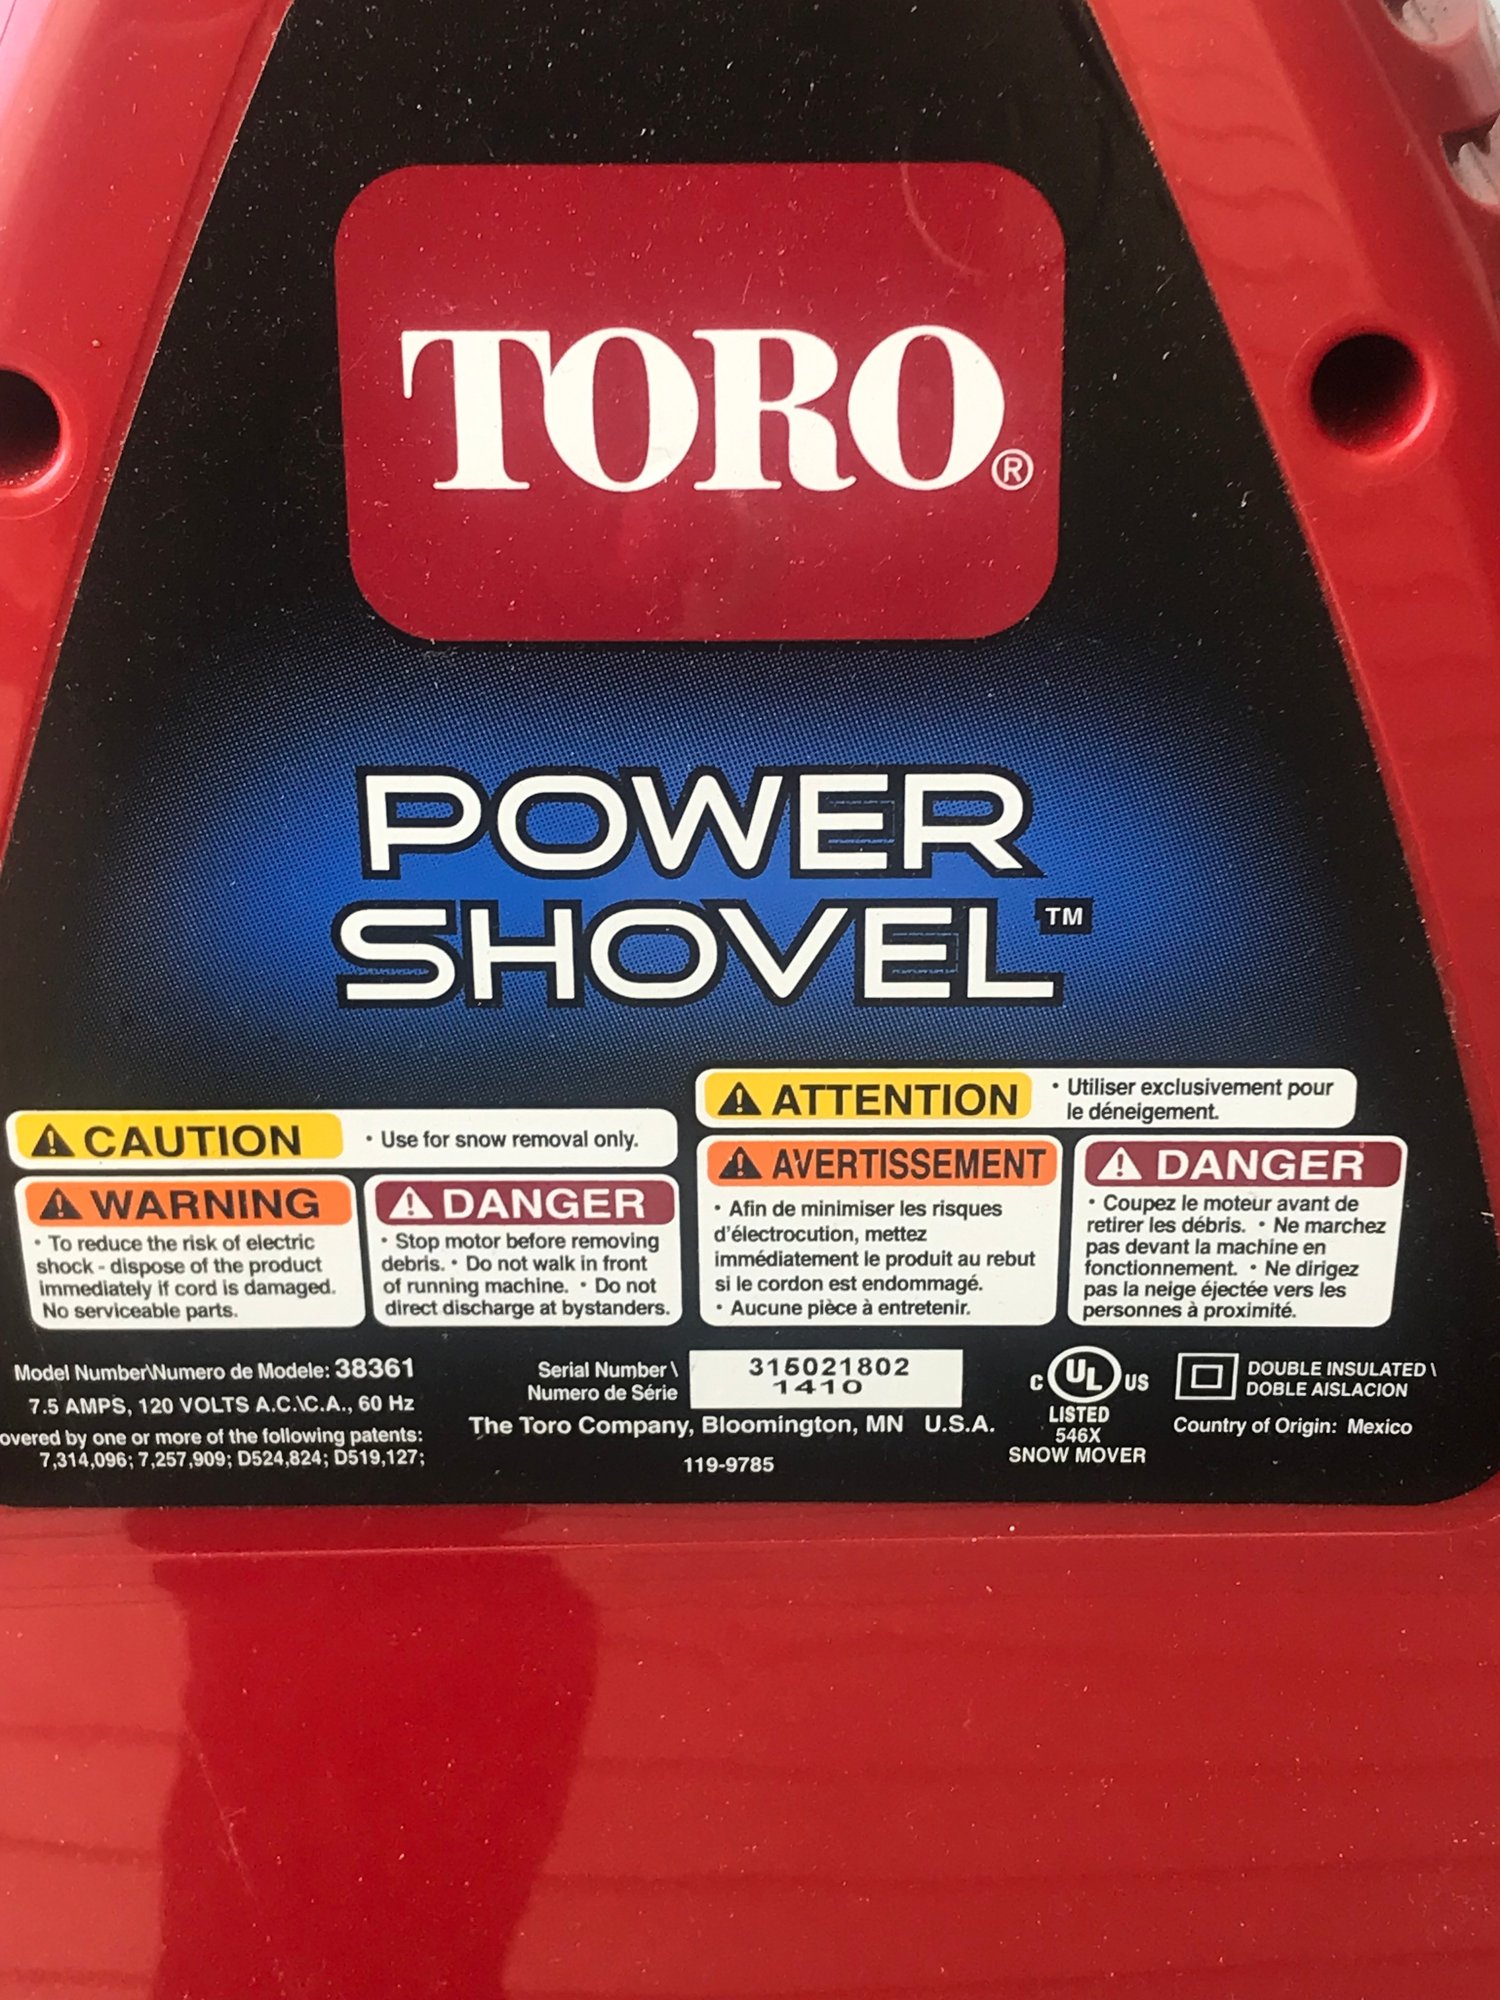 TORO®
POWER
SHOVEL™
⚠ CAUTION
• Use for snow removal only.
⚠ WARNING
• To reduce the risk of electric
shock - dispose of the product
immediately if cord is damaged.
No serviceable parts.
⚠ DANGER
• Stop motor before removing
debris. • Do not walk in front
of running machine. • Do not
direct discharge at bystanders.
⚠ ATTENTION
• Utiliser exclusivement pour
le déneigement.
⚠ AVERTISSEMENT
• Afin de minimiser les risques
d'électrocution, mettez
immédiatement le produit au rebut
si le cordon est endommagé.
• Aucune pièce à entretenir.
⚠ DANGER
• Coupez le moteur avant de
retirer les débris. • Ne marchez
pas devant la machine en
fonctionnement. • Ne dirigez
pas la neige éjectée vers les
personnes à proximité.
Model Number\Numero de Modele: 38361
7.5 AMPS, 120 VOLTS A.C.\C.A., 60 Hz
overed by one or more of the following patents:
7,314,096; 7,257,909; D524,824; D519,127;
Serial Number \
Numero de Série
315021802
1410
The Toro Company, Bloomington, MN U.S.A.
119-9785
C UL US
LISTED
546X
SNOW MOVER
DOUBLE INSULATED \
DOBLE AISLACION
Country of Origin: Mexico